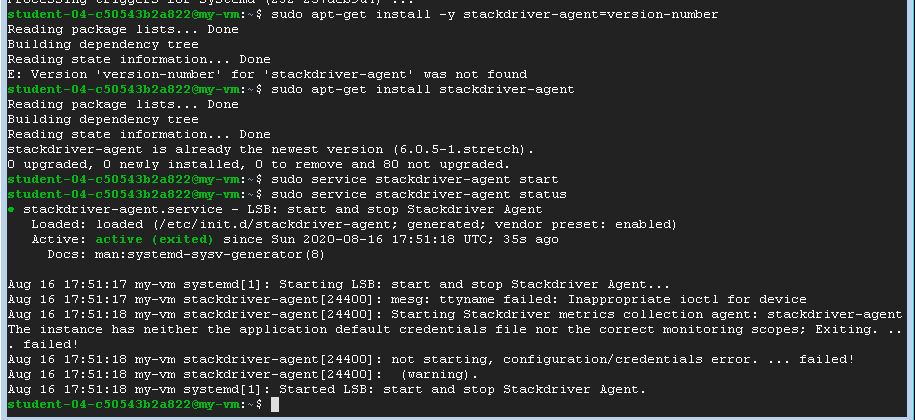 student-04-c50543b2a822@my-vm:~$ sudo apt-get install -y stackdriver-agent=version-number
Reading package lists... Done
Building dependency tree
Reading state information... Done
E: Version 'version-number' for 'stackdriver-agent' was not found
student-04-c50543b2a822@my-vm:~$ sudo apt-get install stackdriver-agent
Reading package lists... Done
Building dependency tree
Reading state information... Done
stackdriver-agent is already the newest version (6.0.5-1.stretch).
0 upgraded, 0 newly installed, 0 to remove and 80 not upgraded.
student-04-c50543b2a822@my-vm:~$ sudo service stackdriver-agent start
student-04-c50543b2a822@my-vm:~$ sudo service stackdriver-agent status
● stackdriver-agent.service - LSB: start and stop Stackdriver Agent
Loaded: loaded (/etc/init.d/stackdriver-agent; generated; vendor preset: enabled)
Active: active (exited) since Sun 2020-08-16 17:51:18 UTC; 35s ago
Docs: man:systemd-sysv-generator(8)
Aug 16 17:51:17 my-vm systemd[1]: Starting LSB: start and stop Stackdriver Agent...
Aug 16 17:51:18 my-vm stackdriver-agent[24400]: mesg: ttyname failed: Inappropriate ioctl for device
Aug 16 17:51:18 my-vm stackdriver-agent[24400]: Starting Stackdriver metrics collection agent: stackdriver-agent
The instance has neither the application default credentials file nor the correct monitoring scopes; Exiting. ..
. failed!
Aug 16 17:51:18 my-vm stackdriver-agent[24400]: not starting, configuration/credentials error. ... failed!
Aug 16 17:51:18 my-vm stackdriver-agent[24400]:  (warning).
Aug 16 17:51:18 my-vm systemd[1]: Started LSB: start and stop Stackdriver Agent.
student-04-c50543b2a822@my-vm:~$